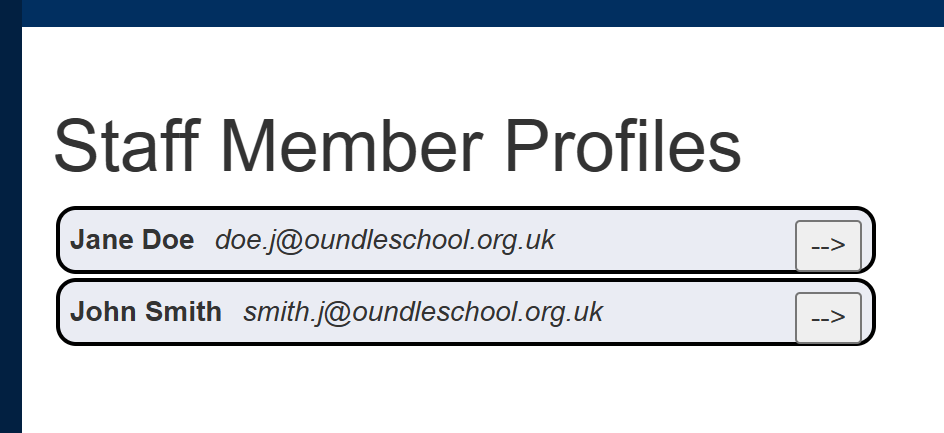 Staff Member Profiles
Jane Doe doe.j@oundleschool.org.uk -->
John Smith smith.j@oundleschool.org.uk -->